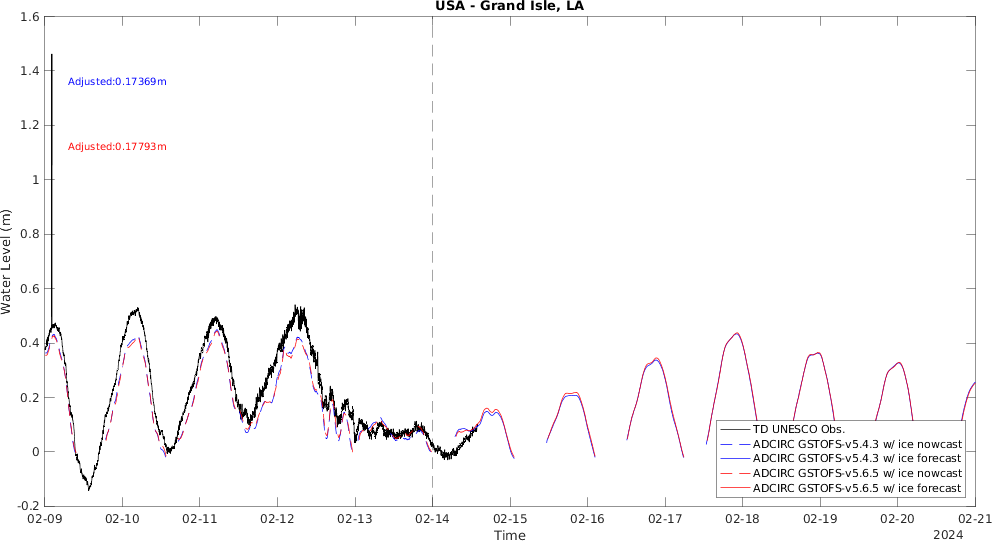 USA - Grand Isle, LA
1.6
1.4
1.2
1
0.8
0.6
0.4
0.2
0
-0.2
Water Level (m)
Adjusted:0.17369m
Adjusted:0.17793m
TD UNESCO Obs.
ADCIRC GSTOFS-v5.4.3 w/ ice nowcast
ADCIRC GSTOFS-v5.4.3 w/ ice forecast
ADCIRC GSTOFS-v5.6.5 w/ ice nowcast
ADCIRC GSTOFS-v5.6.5 w/ ice forecast
02-09 02-10 02-11 02-12 02-13 02-14 02-15 02-16 02-17 02-18 02-19 02-20 02-21
Time
2024